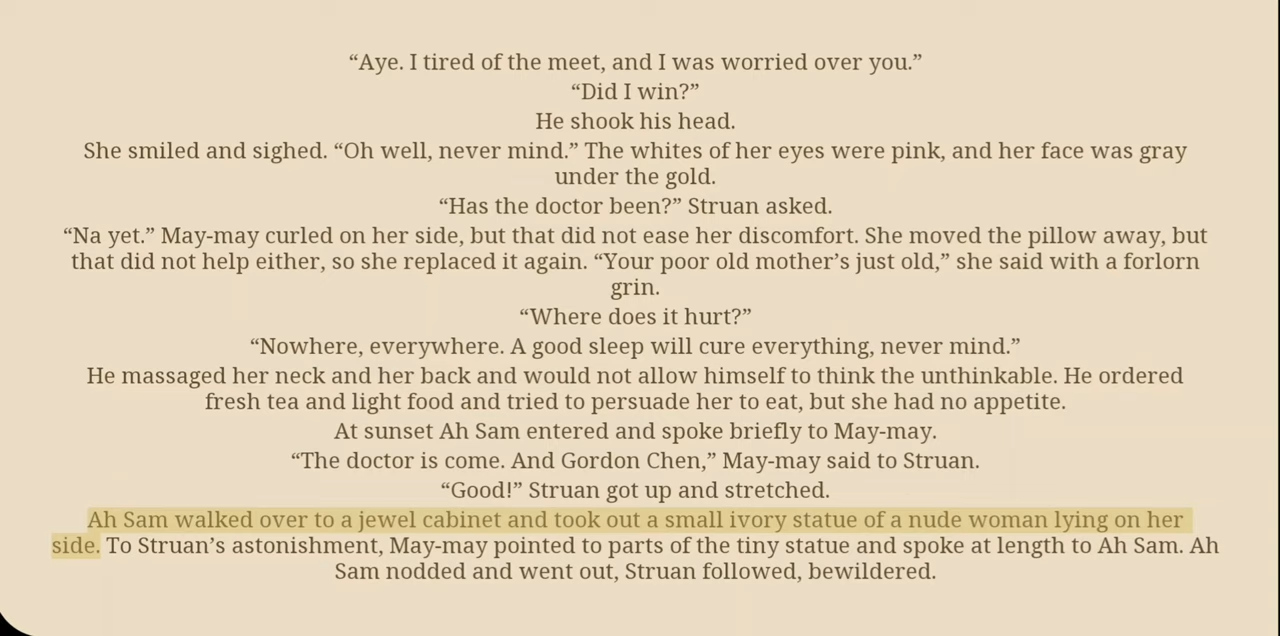 “Aye. I tired of the meet, and I was worried over you.”
“Did I win?”
He shook his head.
She smiled and sighed. “Oh well, never mind.” The whites of her eyes were pink, and her face was gray
under the gold.
“Has the doctor been?” Struan asked.
“Na yet.” May-may curled on her side, but that did not ease her discomfort. She moved the pillow away, but
that did not help either, so she replaced it again. “Your poor old mother’s just old,” she said with a forlorn
grin.
“Where does it hurt?”
“Nowhere, everywhere. A good sleep will cure everything, never mind.”
He massaged her neck and her back and would not allow himself to think the unthinkable. He ordered
fresh tea and light food and tried to persuade her to eat, but she had no appetite.
At sunset Ah Sam entered and spoke briefly to May-may.
“The doctor is come. And Gordon Chen,” May-may said to Struan.
“Good!” Struan got up and stretched.
Ah Sam walked over to a jewel cabinet and took out a small ivory statue of a nude woman lying on her
side. To Struan’s astonishment, May-may pointed to parts of the tiny statue and spoke at length to Ah Sam. Ah
Sam nodded and went out, Struan followed, bewildered.